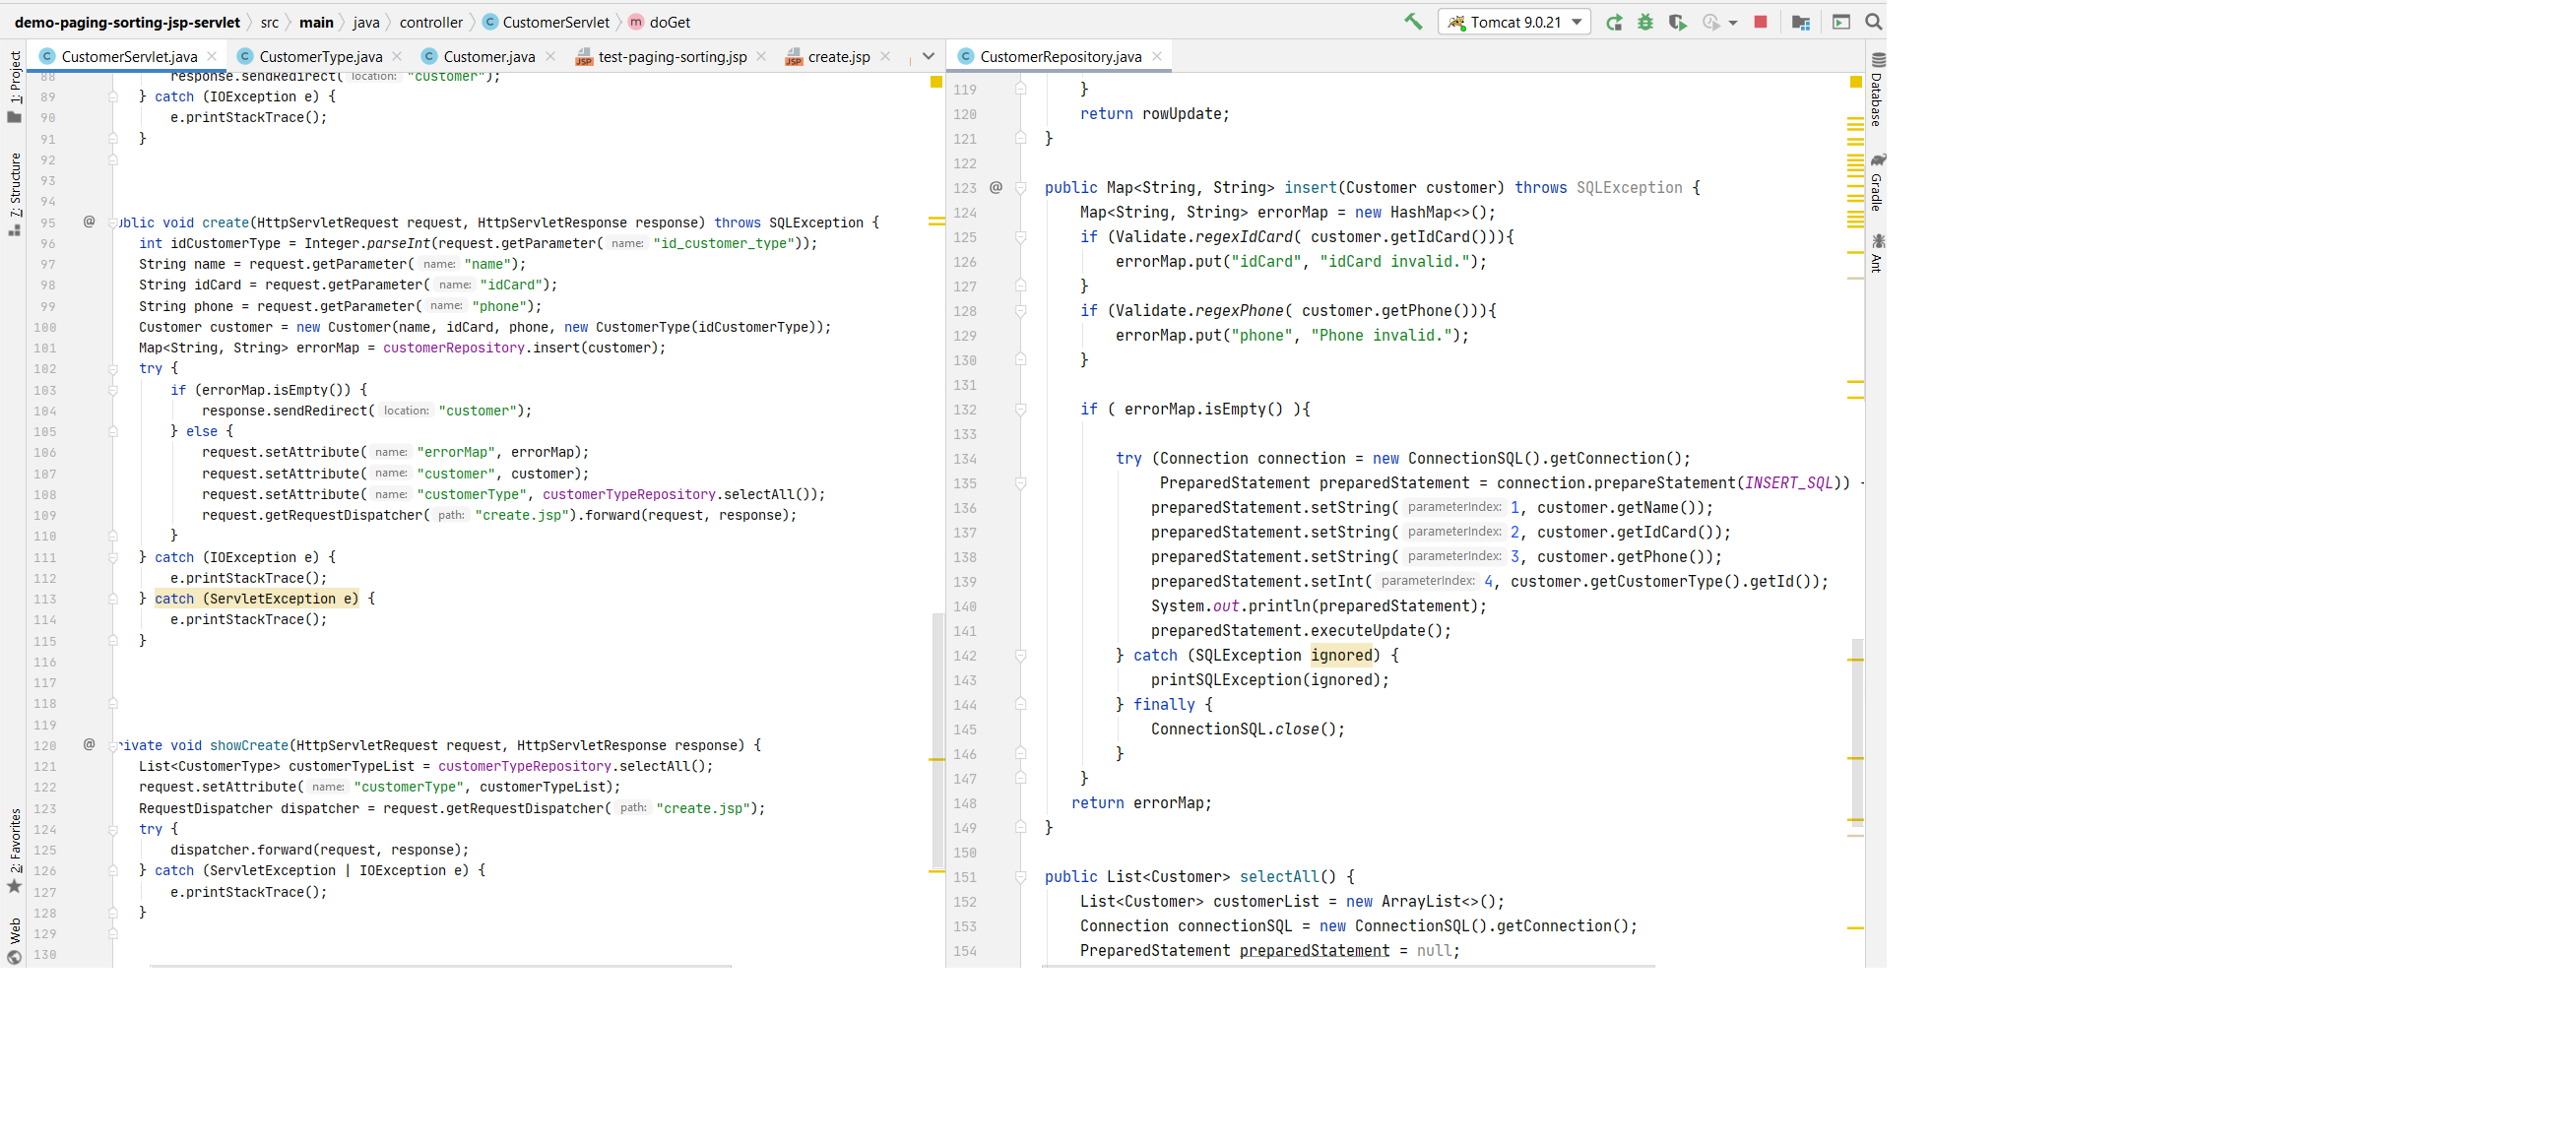 demo-paging-sorting-jsp-servlet src main java controller CustomerServlet doGet Tomcat 9.0.21
CustomerServlet.java CustomerType.java Customer.java test-paging-sorting.jsp create.jsp
1: Project
7: Structure
2: Favorites
Web
88 response.sendRedirect( location: "customer");
89 } catch (IOException e) {
90 e.printStackTrace();
91 }
92
93
94
95 @ ublic void create(HttpServletRequest request, HttpServletResponse response) throws SQLException {
96 int idCustomerType = Integer.parseInt(request.getParameter( name: "id_customer_type"));
97 String name = request.getParameter( name: "name");
98 String idCard = request.getParameter( name: "idCard");
99 String phone = request.getParameter( name: "phone");
100 Customer customer = new Customer(name, idCard, phone, new CustomerType(idCustomerType));
101 Map<String, String> errorMap = customerRepository.insert(customer);
102 try {
103 if (errorMap.isEmpty()) {
104 response.sendRedirect( location: "customer");
105 } else {
106 request.setAttribute( name: "errorMap", errorMap);
107 request.setAttribute( name: "customer", customer);
108 request.setAttribute( name: "customerType", customerTypeRepository.selectAll());
109 request.getRequestDispatcher( path: "create.jsp").forward(request, response);
110 }
111 } catch (IOException e) {
112 e.printStackTrace();
113 } catch (ServletException e) {
114 e.printStackTrace();
115 }
116
117
118
119
120 @ rivate void showCreate(HttpServletRequest request, HttpServletResponse response) {
121 List<CustomerType> customerTypeList = customerTypeRepository.selectAll();
122 request.setAttribute( name: "customerType", customerTypeList);
123 RequestDispatcher dispatcher = request.getRequestDispatcher( path: "create.jsp");
124 try {
125 dispatcher.forward(request, response);
126 } catch (ServletException | IOException e) {
127 e.printStackTrace();
128 }
129
130
CustomerRepository.java
119 }
120 return rowUpdate;
121 }
122
123 @ public Map<String, String> insert(Customer customer) throws SQLException {
124 Map<String, String> errorMap = new HashMap<>();
125 if (Validate.regexIdCard( customer.getIdCard())){
126 errorMap.put("idCard", "idCard invalid.");
127 }
128 if (Validate.regexPhone( customer.getPhone())){
129 errorMap.put("phone", "Phone invalid.");
130 }
131
132 if ( errorMap.isEmpty() ){
133
134 try (Connection connection = new ConnectionSQL().getConnection();
135 PreparedStatement preparedStatement = connection.prepareStatement(INSERT_SQL))
136 preparedStatement.setString( parameterIndex: 1, customer.getName());
137 preparedStatement.setString( parameterIndex: 2, customer.getIdCard());
138 preparedStatement.setString( parameterIndex: 3, customer.getPhone());
139 preparedStatement.setInt( parameterIndex: 4, customer.getCustomerType().getId());
140 System.out.println(preparedStatement);
141 preparedStatement.executeUpdate();
142 } catch (SQLException ignored) {
143 printSQLException(ignored);
144 } finally {
145 ConnectionSQL.close();
146 }
147 }
148 return errorMap;
149 }
150
151 public List<Customer> selectAll() {
152 List<Customer> customerList = new ArrayList<>();
153 Connection connectionSQL = new ConnectionSQL().getConnection();
154 PreparedStatement preparedStatement = null;
Database
Gradle
Ant